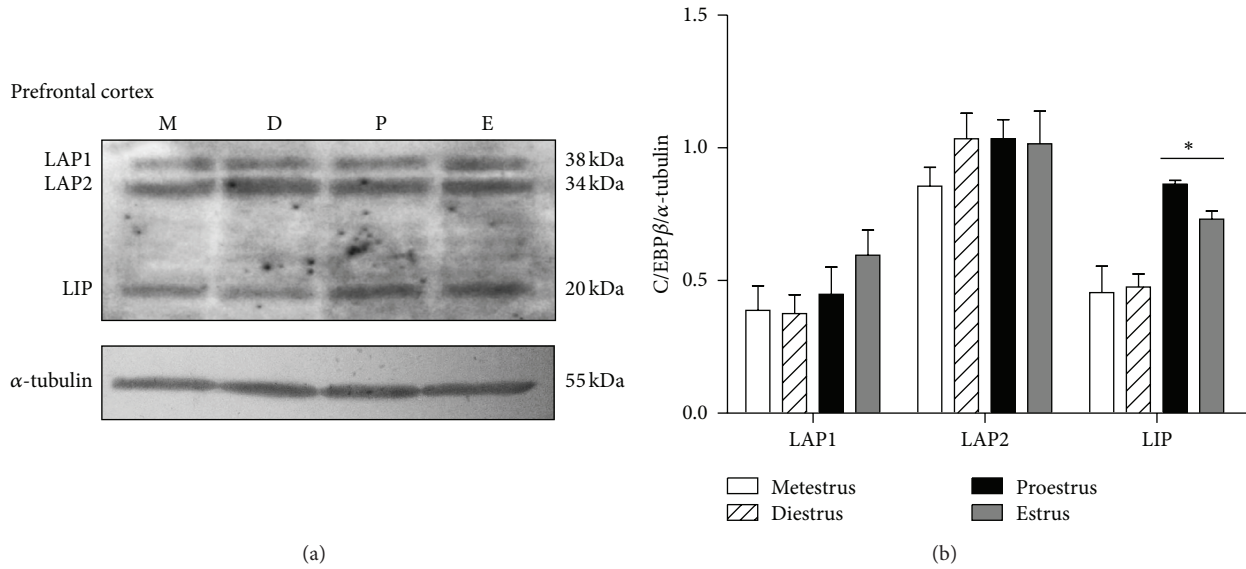 Prefrontal cortex
M D P E
LAP1 38 kDa
LAP2 34 kDa
LIP 20 kDa
α-tubulin 55 kDa
(a)
1.5
1.0
0.5
0.0
C/EBPβ/α-tubulin
*
LAP1 LAP2 LIP
Metestrus Proestrus
Diestrus Estrus
(b)